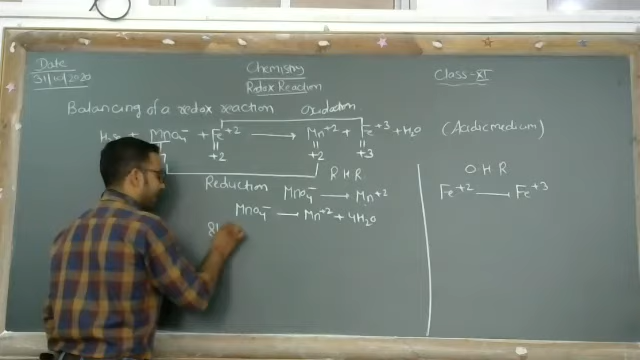 Date
31/10/2020
Chemistry
Redox Reaction
Class-XI
Balancing of a redox reaction Oxidation
MnO4⁻ + Fe⁺² ⟶ Mn⁺² + Fe⁺³ + H2O (Acidic medium)
+2 +2 +3
Reduction
R H R
MnO4⁻ ⟶ Mn⁺²
MnO4⁻ ⟶ Mn⁺² + 4H2O
8
O H R
Fe⁺² ⟶ Fe⁺³